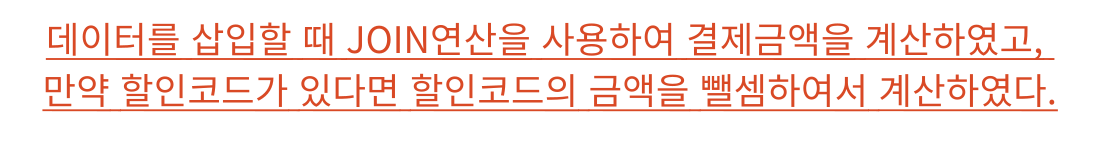 데이터를 삽입할 때 JOIN연산을 사용하여 결제금액을 계산하였고,
만약 할인코드가 있다면 할인코드의 금액을 뺄셈하여서 계산하였다.